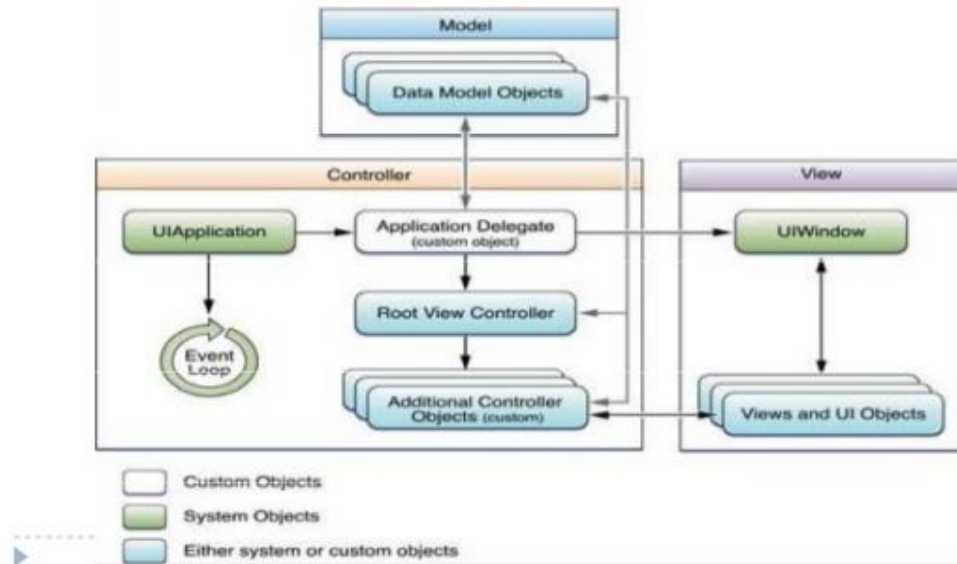 Model
Data Model Objects
Controller
View
UIApplication
Application Delegate
(custom object)
UIWindow
Root View Controller
Event
Loop
Additional Controller
Objects (custom)
Views and UI Objects
Custom Objects
System Objects
Either system or custom objects